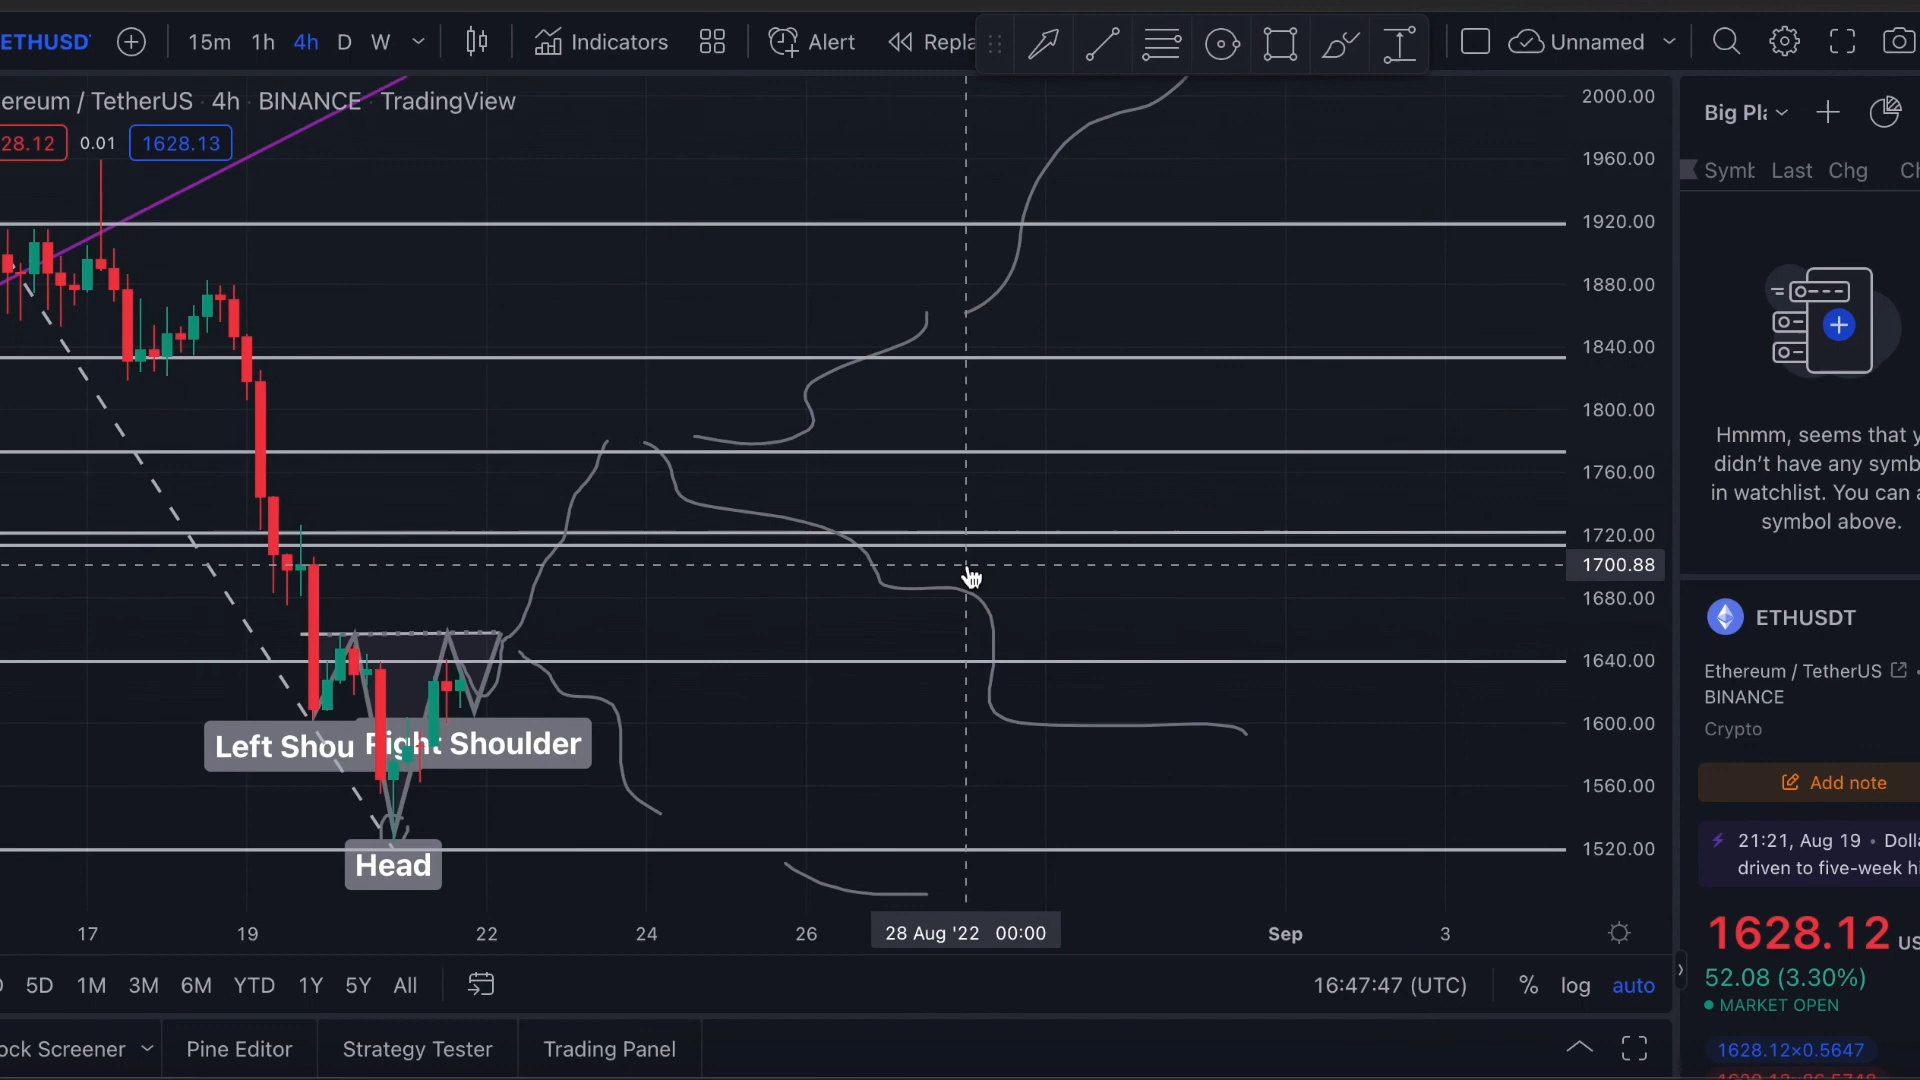 ETHUSD
15m 1h 4h D W
Indicators
Alert
Repla
Unnamed
ereum / TetherUS · 4h · BINANCE · TradingView
28.12 0.01 1628.13
2000.00
1960.00
1920.00
1880.00
1840.00
1800.00
1760.00
1720.00
1700.88
1680.00
1640.00
1600.00
1560.00
1520.00
Left Shou
Right Shoulder
Head
17 19 22 24 26 28 Aug '22 00:00 Sep 3
5D 1M 3M 6M YTD 1Y 5Y All
16:47:47 (UTC) % log auto
ock Screener Pine Editor Strategy Tester Trading Panel
Big Pl
Symb Last Chg Ch
Hmmm, seems that y
didn't have any symb
in watchlist. You can a
symbol above.
ETHUSDT
Ethereum / TetherUS
BINANCE
Crypto
Add note
21:21, Aug 19 • Dolla
driven to five-week hi
1628.12 US
52.08 (3.30%)
MARKET OPEN
1628.12×0.5647